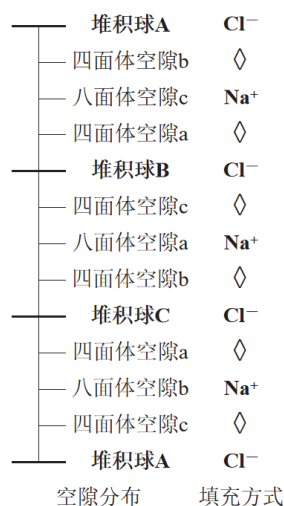 堆积球A Cl⁻
四面体空隙b ◊
八面体空隙c Na⁺
四面体空隙a ◊
堆积球B Cl⁻
四面体空隙c ◊
八面体空隙a Na⁺
四面体空隙b ◊
堆积球C Cl⁻
四面体空隙a ◊
八面体空隙b Na⁺
四面体空隙c ◊
堆积球A Cl⁻
空隙分布 填充方式